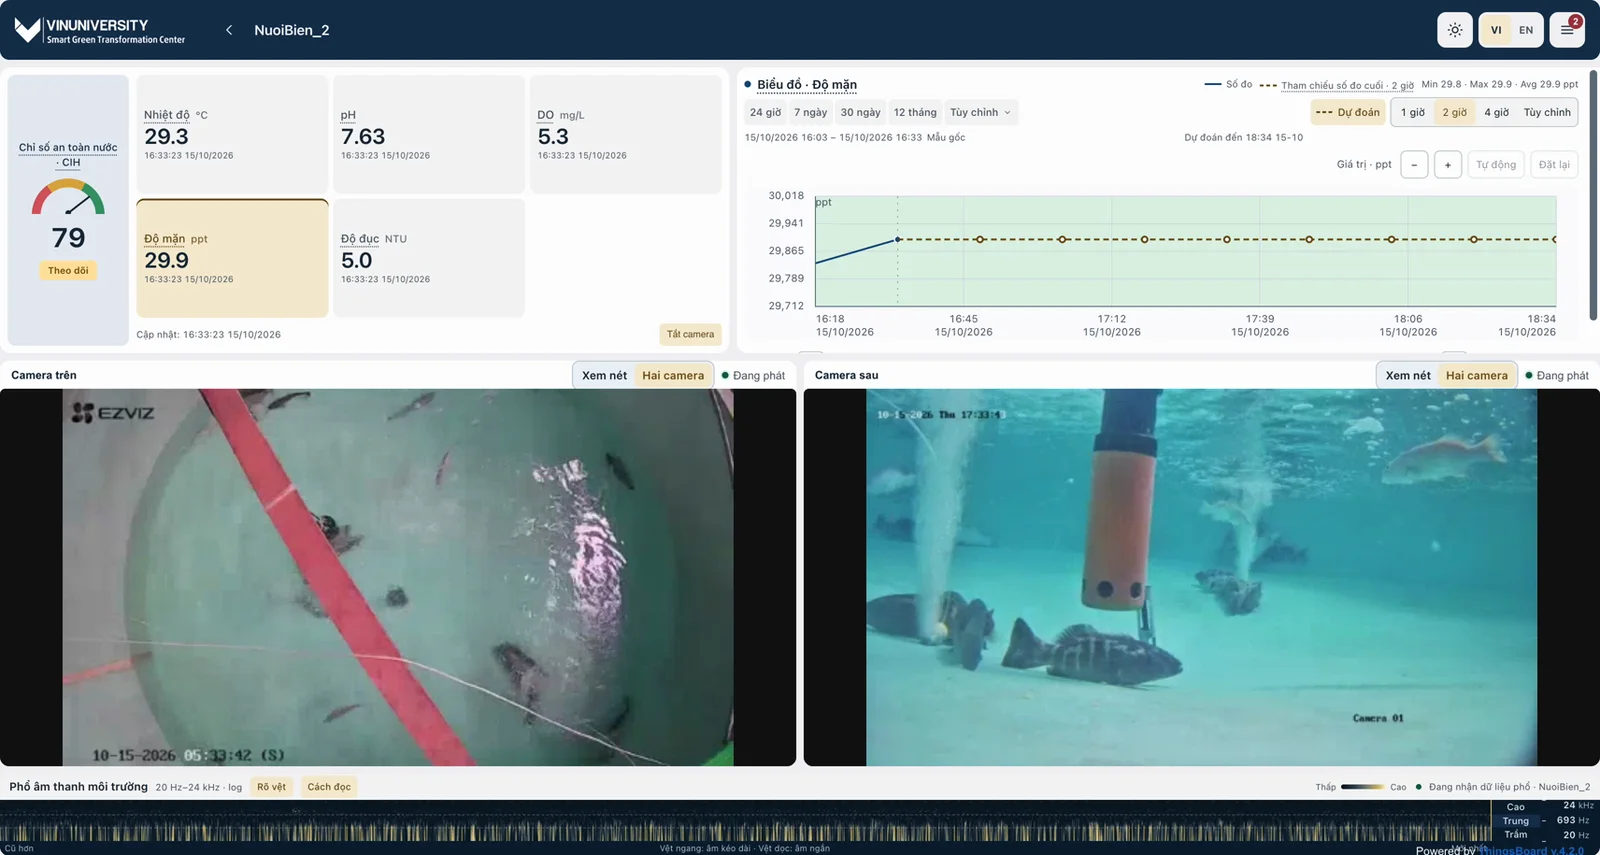 VINUNIVERSITY
Smart Green Transformation Center
NuoiBien_2
VI EN
2
Chỉ số an toàn nước
· CIH
79
Theo dõi
Nhiệt độ °C
29.3
16:33:23 15/10/2026
pH
7.63
16:33:23 15/10/2026
DO mg/L
5.3
16:33:23 15/10/2026
Độ mặn ppt
29.9
16:33:23 15/10/2026
Độ đục NTU
5.0
16:33:23 15/10/2026
Cập nhật: 16:33:23 15/10/2026
Tắt camera
Biểu đồ · Độ mặn
Số đo Tham chiếu số đo cuối · 2 giờ Min 29.8 · Max 29.9 · Avg 29.9 ppt
24 giờ 7 ngày 30 ngày 12 tháng Tùy chỉnh
Dự đoán 1 giờ 2 giờ 4 giờ Tùy chỉnh
15/10/2026 16:03 – 15/10/2026 16:33 Mẫu gốc
Dự đoán đến 18:34 15-10
Giá trị · ppt − + Tự động Đặt lại
ppt
30,018
29,941
29,865
29,789
29,712
16:18 16:45 17:12 17:39 18:06 18:34
15/10/2026 15/10/2026 15/10/2026 15/10/2026 15/10/2026 15/10/2026
Camera trên
Xem nét Hai camera Đang phát
EZVIZ
10-15-2026 05:33:42 (S)
Camera sau
Xem nét Hai camera Đang phát
10-15-2026 Thu 17:33:43
Camera 01
Phổ âm thanh môi trường 20 Hz–24 kHz · log Rõ vệt Cách đọc
Thấp Cao Đang nhận dữ liệu phổ · NuoiBien_2
Cao 24 kHz
Trung 693 Hz
Trầm 20 Hz
Cũ hơn
Vệt ngang: âm kéo dài · Vệt dọc: âm ngắn
Powered by ThingsBoard v.4.2.0